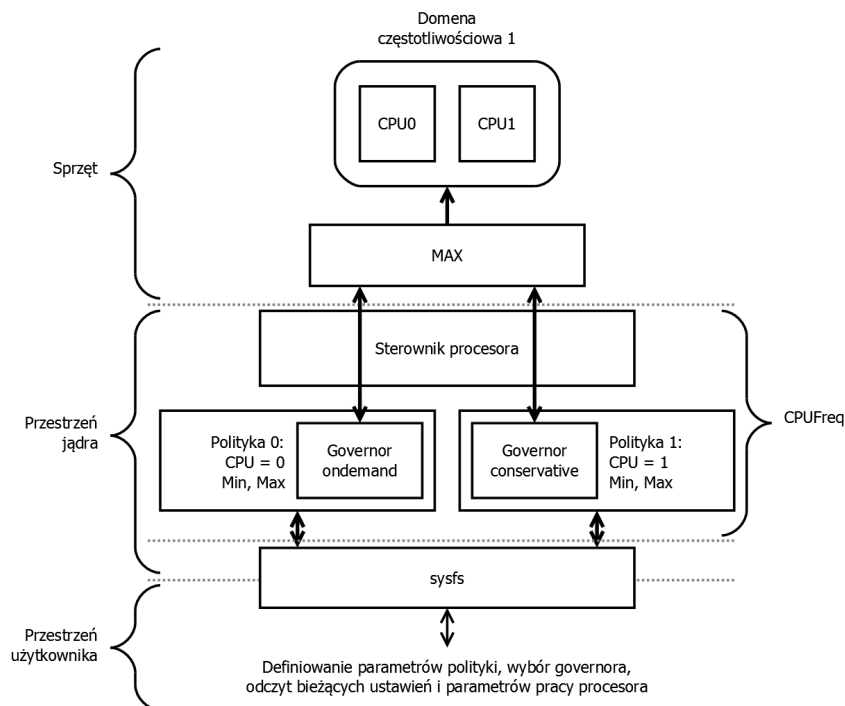 Domena
częstotliwościowa 1
CPU0
CPU1
Sprzęt
MAX
Sterownik procesora
Przestrzeń
jądra
Polityka 0:
CPU = 0
Min, Max
Governor
ondemand
Governor
conservative
Polityka 1:
CPU = 1
Min, Max
CPUFreq
sysfs
Przestrzeń
użytkownika
Definiowanie parametrów polityki, wybór governora,
odczyt bieżących ustawień i parametrów pracy procesora